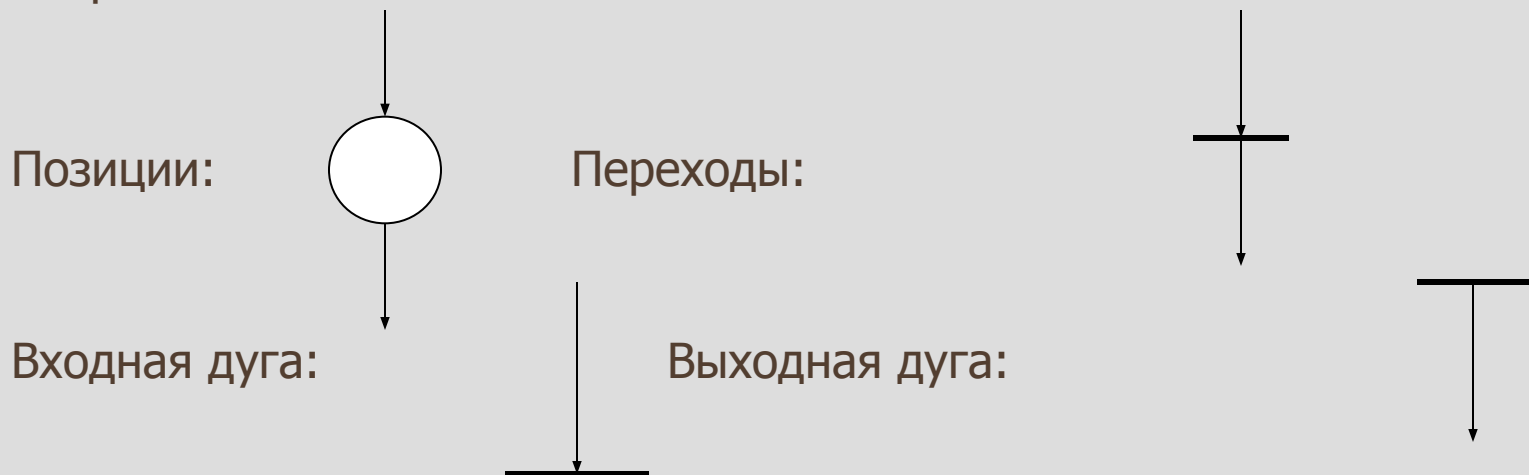 Позиции:
Переходы:
Входная дуга:
Выходная дуга: